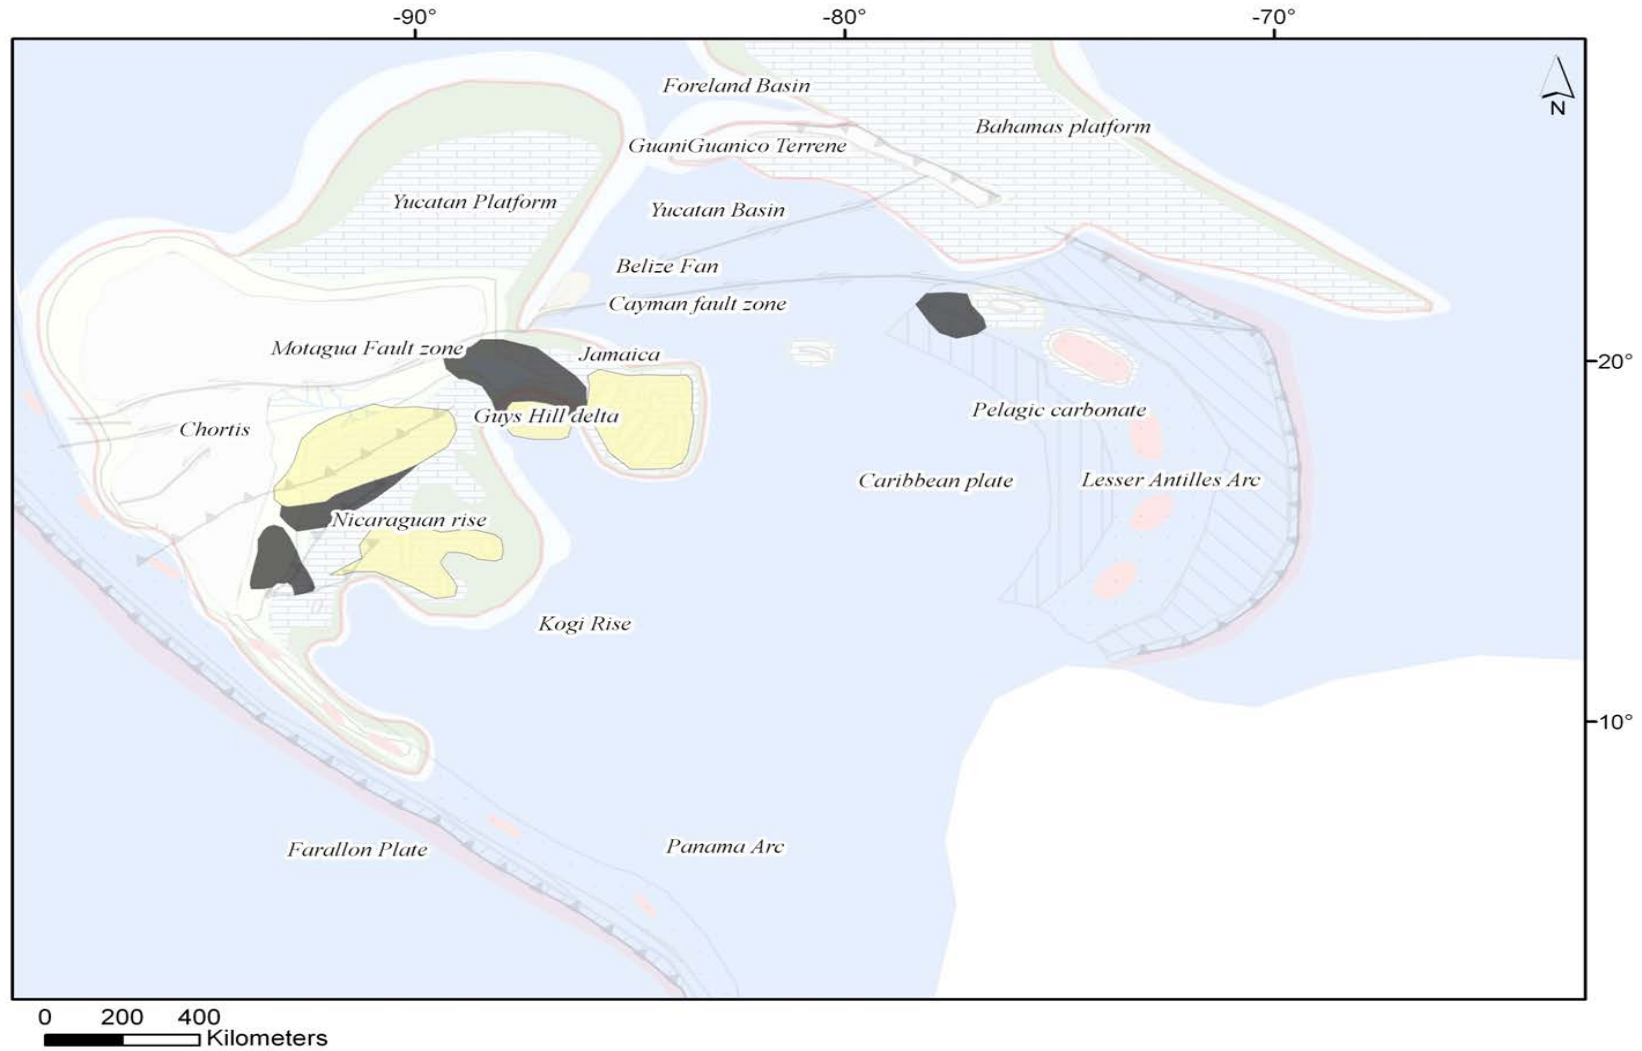 -90°
-80°
-70°
Foreland Basin
N
Bahamas platform
GuaniGuanico Terrene
Yucatan Platform
Yucatan Basin
Belize Fan
Cayman fault zone
Motagua Fault zone
Jamaica
20°
Pelagic carbonate
Guys Hill delta
Chortis
Caribbean plate
Lesser Antilles Arc
Nicaraguan rise
Kogi Rise
10°
Farallon Plate
Panama Arc
0 200 400
Kilometers